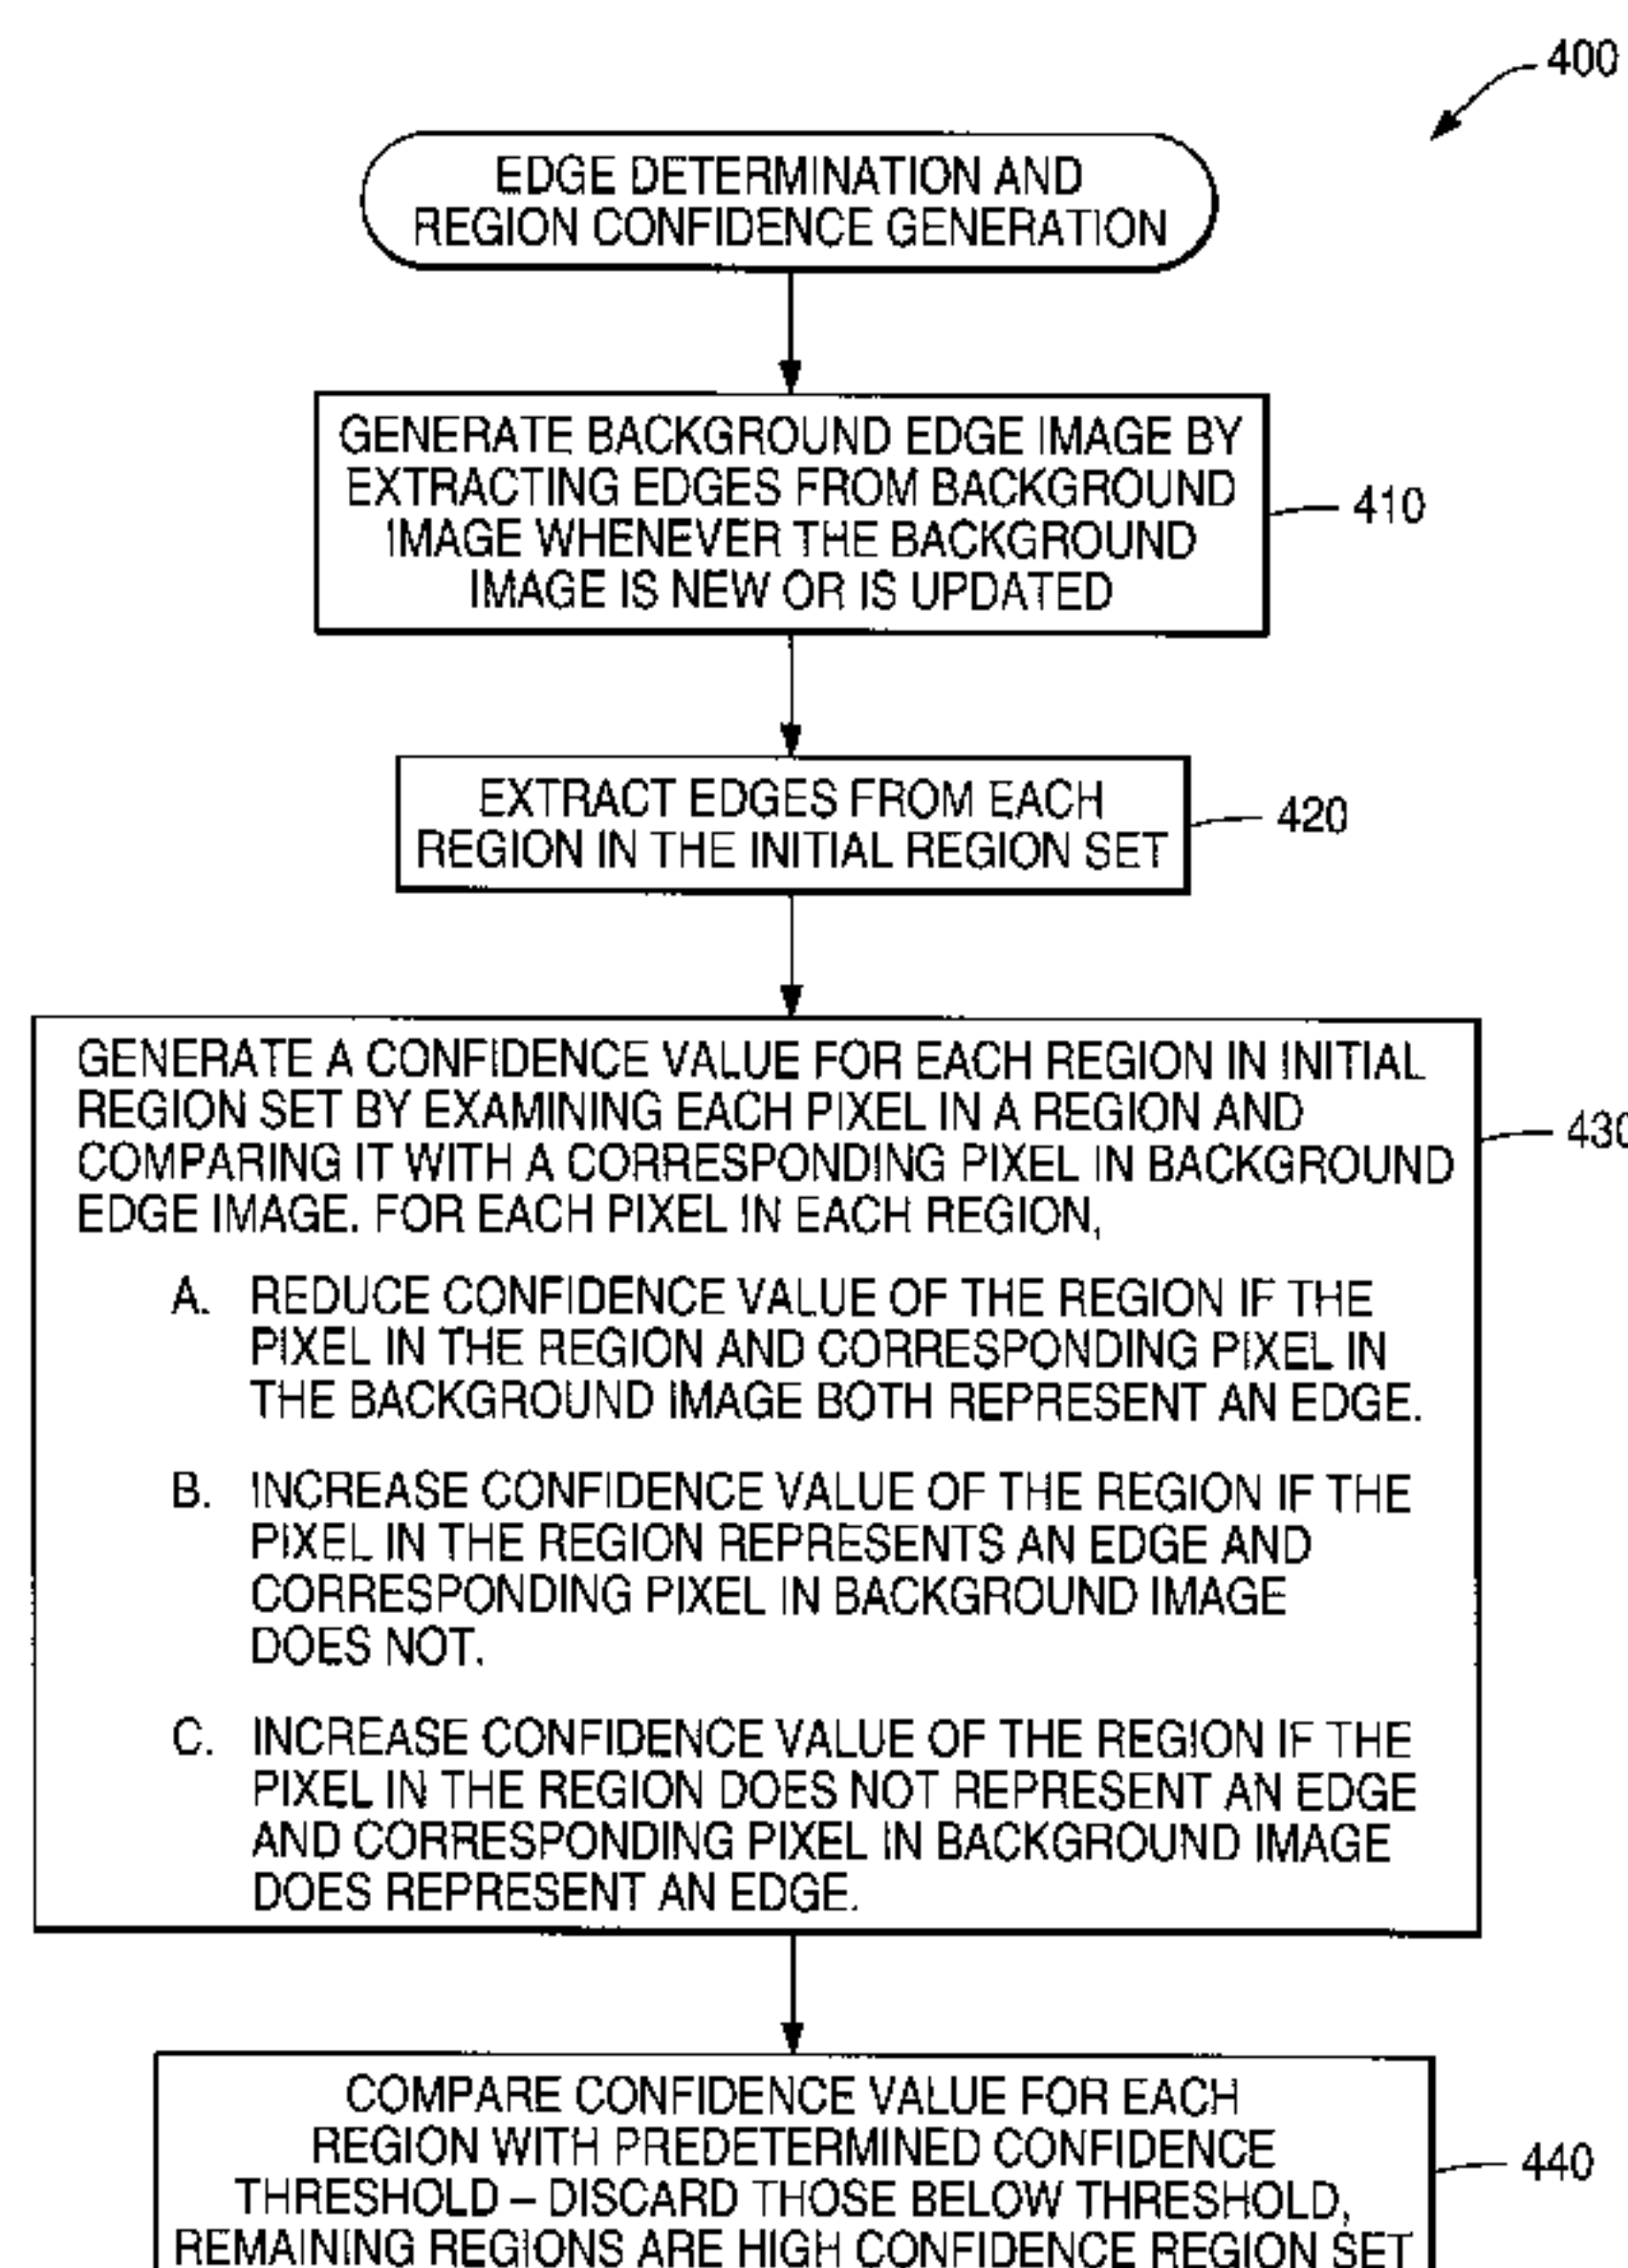 400
EDGE DETERMINATION AND
REGION CONFIDENCE GENERATION
GENERATE BACKGROUND EDGE IMAGE BY
EXTRACTING EDGES FROM BACKGROUND
IMAGE WHENEVER THE BACKGROUND
IMAGE IS NEW OR IS UPDATED
410
EXTRACT EDGES FROM EACH
REGION IN THE INITIAL REGION SET
420
GENERATE A CONFIDENCE VALUE FOR EACH REGION IN INITIAL
REGION SET BY EXAMINING EACH PIXEL IN A REGION AND
COMPARING IT WITH A CORRESPONDING PIXEL IN BACKGROUND
EDGE IMAGE. FOR EACH PIXEL IN EACH REGION,
430
A. REDUCE CONFIDENCE VALUE OF THE REGION IF THE
PIXEL IN THE REGION AND CORRESPONDING PIXEL IN
THE BACKGROUND IMAGE BOTH REPRESENT AN EDGE.
B. INCREASE CONFIDENCE VALUE OF THE REGION IF THE
PIXEL IN THE REGION REPRESENTS AN EDGE AND
CORRESPONDING PIXEL IN BACKGROUND IMAGE
DOES NOT.
C. INCREASE CONFIDENCE VALUE OF THE REGION IF THE
PIXEL IN THE REGION DOES NOT REPRESENT AN EDGE
AND CORRESPONDING PIXEL IN BACKGROUND IMAGE
DOES REPRESENT AN EDGE.
COMPARE CONFIDENCE VALUE FOR EACH
REGION WITH PREDETERMINED CONFIDENCE
THRESHOLD – DISCARD THOSE BELOW THRESHOLD,
REMAINING REGIONS ARE HIGH CONFIDENCE REGION SET
440